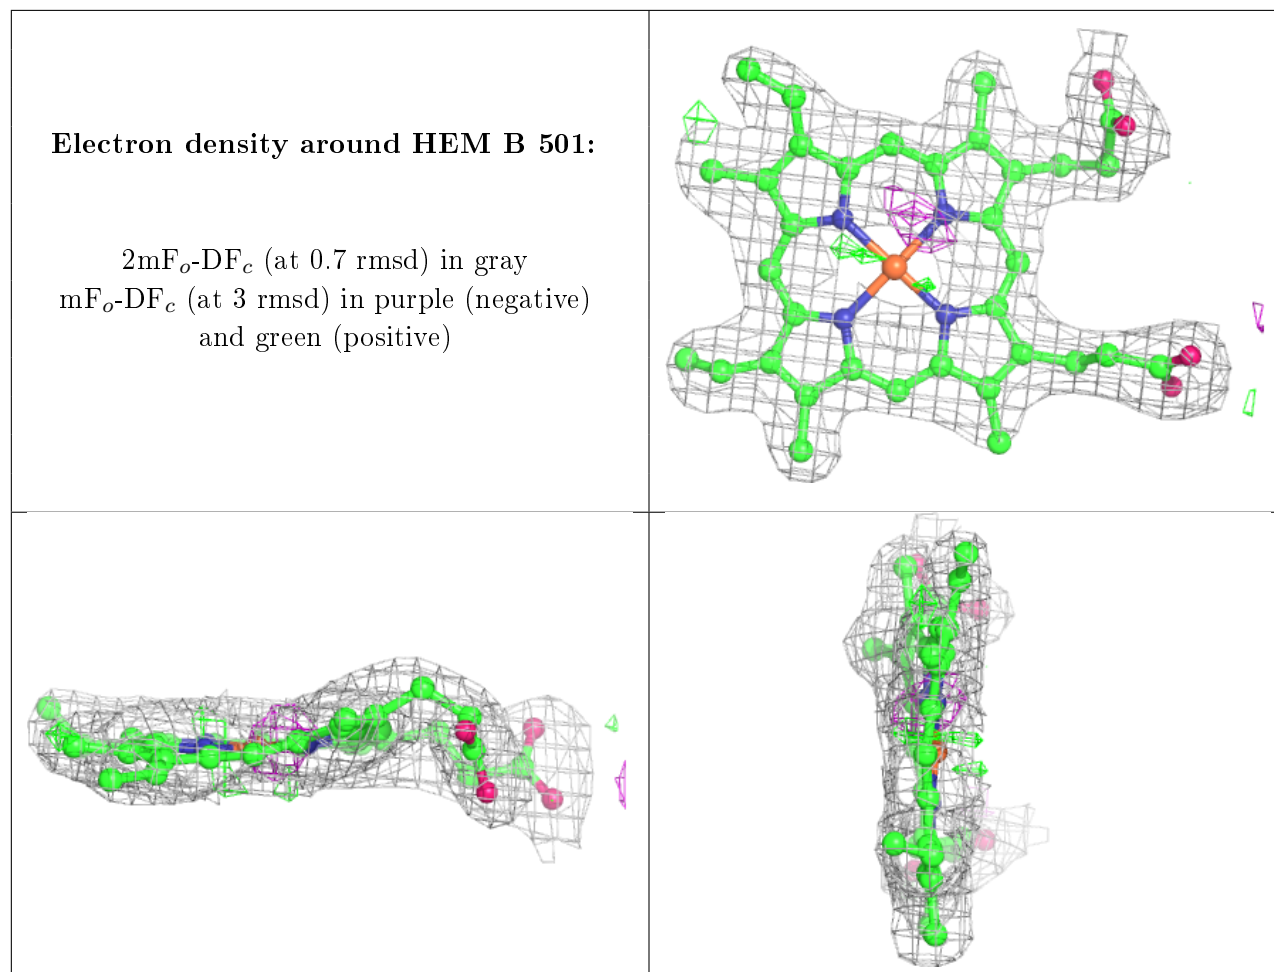 Electron density around HEM B 501:
2mFₒ-DF𝒸 (at 0.7 rmsd) in gray
mFₒ-DF𝒸 (at 3 rmsd) in purple (negative)
and green (positive)